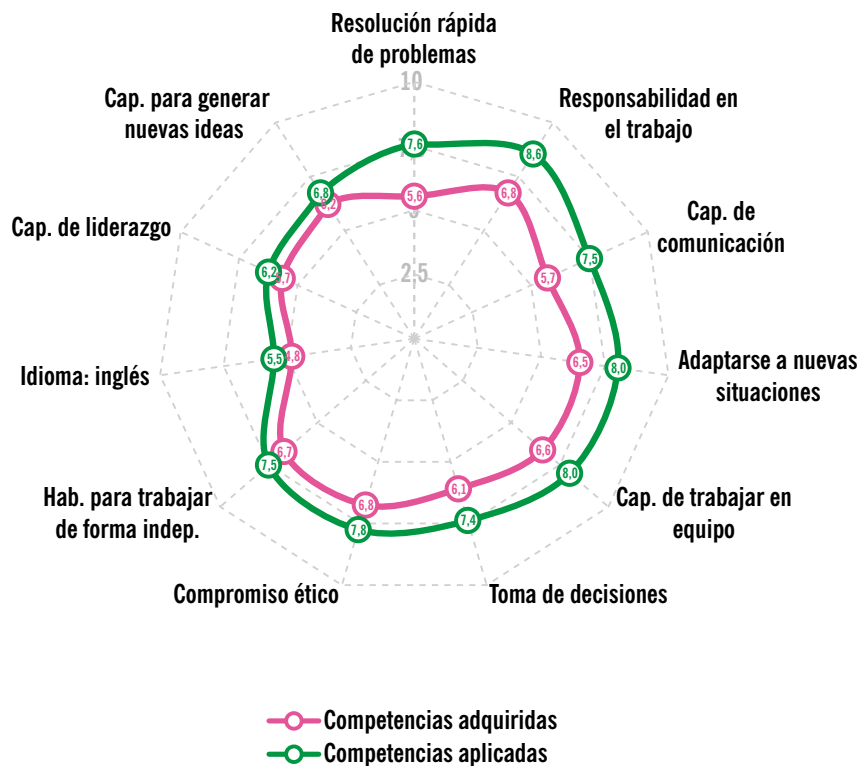 Resolución rápida
de problemas
10
Cap. para generar
nuevas ideas
Responsabilidad en
el trabajo
7,6
8,6
6,8
5,6
6,8
Cap. de liderazgo
Cap. de
comunicación
6,2
5,7
7,5
2.5
Idioma: inglés
5,5
4,8
6,5
8,0
Adaptarse a nuevas
situaciones
7,5
6,7
6,6
8,0
Hab. para trabajar
de forma indep.
Cap. de trabajar en
equipo
7,8
6,8
6,1
7,4
Compromiso ético
Toma de decisiones
Competencias adquiridas
Competencias aplicadas